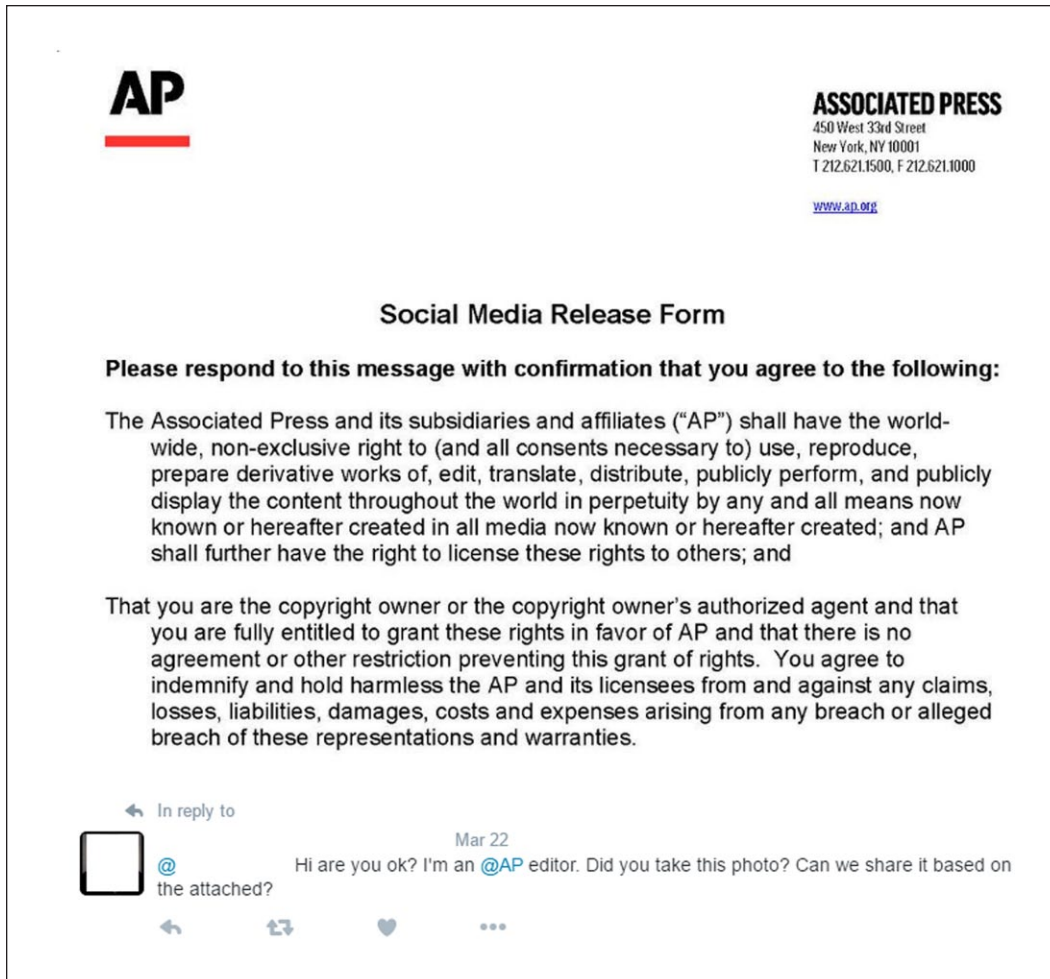 AP
ASSOCIATED PRESS
450 West 33rd Street
New York, NY 10001
T 212.621.1500, F 212.621.1000
www.ap.org
Social Media Release Form
Please respond to this message with confirmation that you agree to the following:
The Associated Press and its subsidiaries and affiliates (“AP”) shall have the world-
wide, non-exclusive right to (and all consents necessary to) use, reproduce,
prepare derivative works of, edit, translate, distribute, publicly perform, and publicly
display the content throughout the world in perpetuity by any and all means now
known or hereafter created in all media now known or hereafter created; and AP
shall further have the right to license these rights to others; and
That you are the copyright owner or the copyright owner’s authorized agent and that
you are fully entitled to grant these rights in favor of AP and that there is no
agreement or other restriction preventing this grant of rights. You agree to
indemnify and hold harmless the AP and its licensees from and against any claims,
losses, liabilities, damages, costs and expenses arising from any breach or alleged
breach of these representations and warranties.
In reply to
Mar 22
@ Hi are you ok? I'm an @AP editor. Did you take this photo? Can we share it based on
the attached?